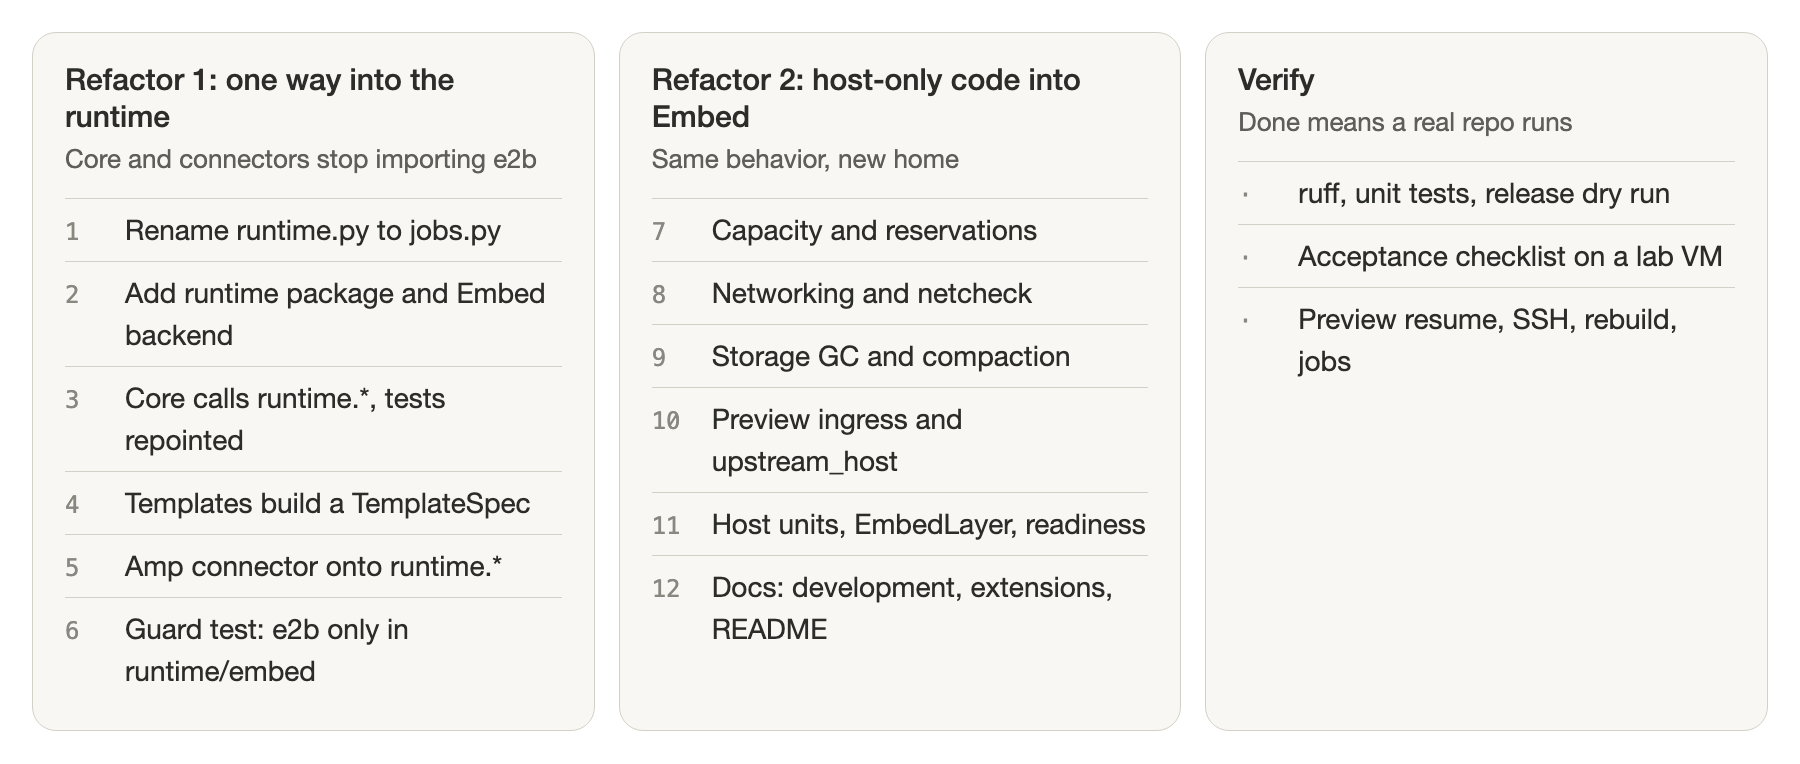 Refactor 1: one way into the
runtime
Core and connectors stop importing e2b
1 Rename runtime.py to jobs.py
2 Add runtime package and Embed
backend
3 Core calls runtime.*, tests
repointed
4 Templates build a TemplateSpec
5 Amp connector onto runtime.*
6 Guard test: e2b only in
runtime/embed
Refactor 2: host-only code into
Embed
Same behavior, new home
7 Capacity and reservations
8 Networking and netcheck
9 Storage GC and compaction
10 Preview ingress and
upstream_host
11 Host units, EmbedLayer, readiness
12 Docs: development, extensions,
README
Verify
Done means a real repo runs
· ruff, unit tests, release dry run
· Acceptance checklist on a lab VM
· Preview resume, SSH, rebuild,
jobs